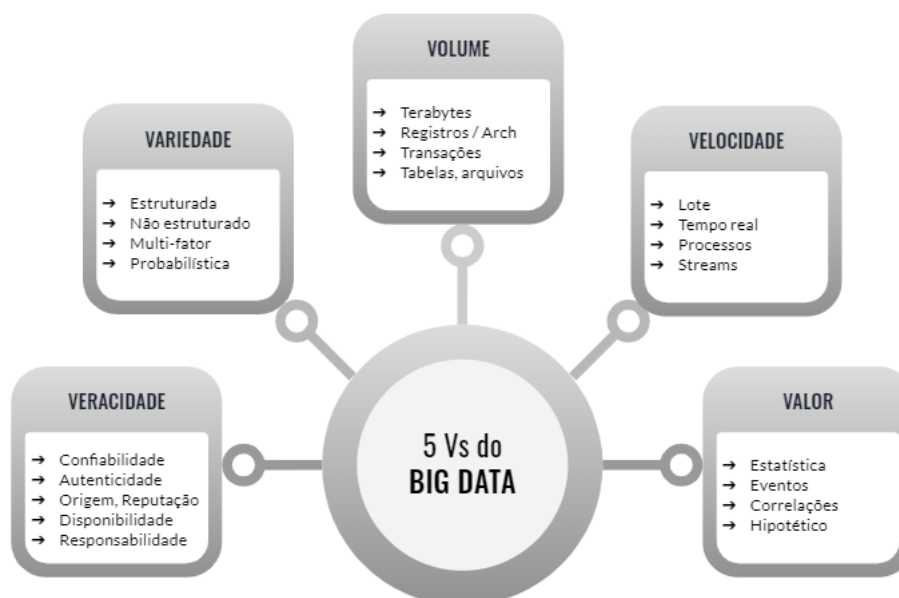 VOLUME
➔ Terabytes
➔ Registros / Arch
➔ Transações
➔ Tabelas, arquivos
VARIEDADE
➔ Estruturada
➔ Não estruturado
➔ Multi-fator
➔ Probabilística
VELOCIDADE
➔ Lote
➔ Tempo real
➔ Processos
➔ Streams
VERACIDADE
➔ Confiabilidade
➔ Autenticidade
➔ Origem, Reputação
➔ Disponibilidade
➔ Responsabilidade
5 Vs do
BIG DATA
VALOR
➔ Estatística
➔ Eventos
➔ Correlações
➔ Hipotético